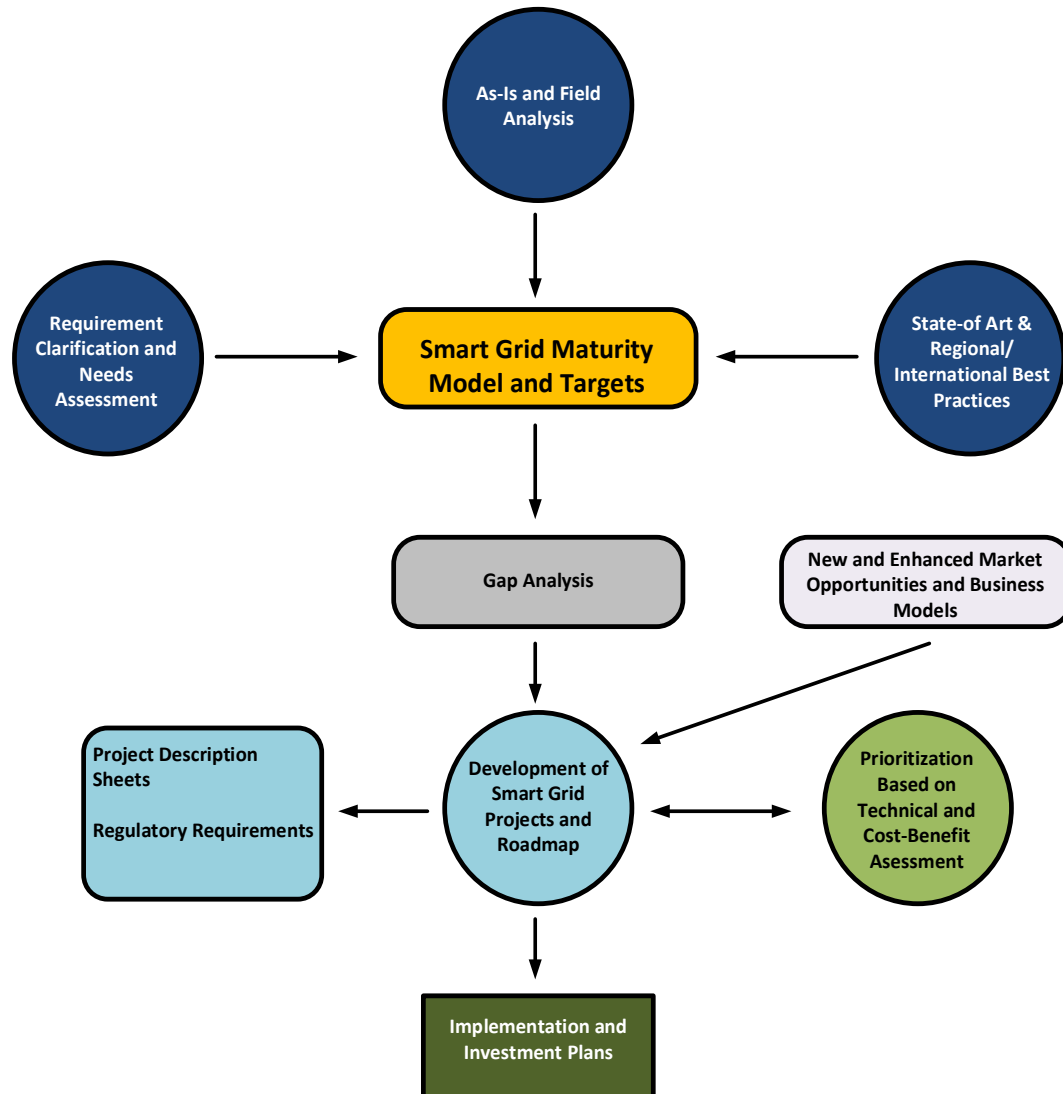 As-Is and Field
Analysis
Requirement
Clarification and
Needs
Assessment
Smart Grid Maturity
Model and Targets
State-of Art &
Regional/
International Best
Practices
Gap Analysis
New and Enhanced Market
Opportunities and Business
Models
Project Description
Sheets
Regulatory Requirements
Development of
Smart Grid
Projects and
Roadmap
Prioritization
Based on
Technical and
Cost-Benefit
Asessment
Implementation and
Investment Plans